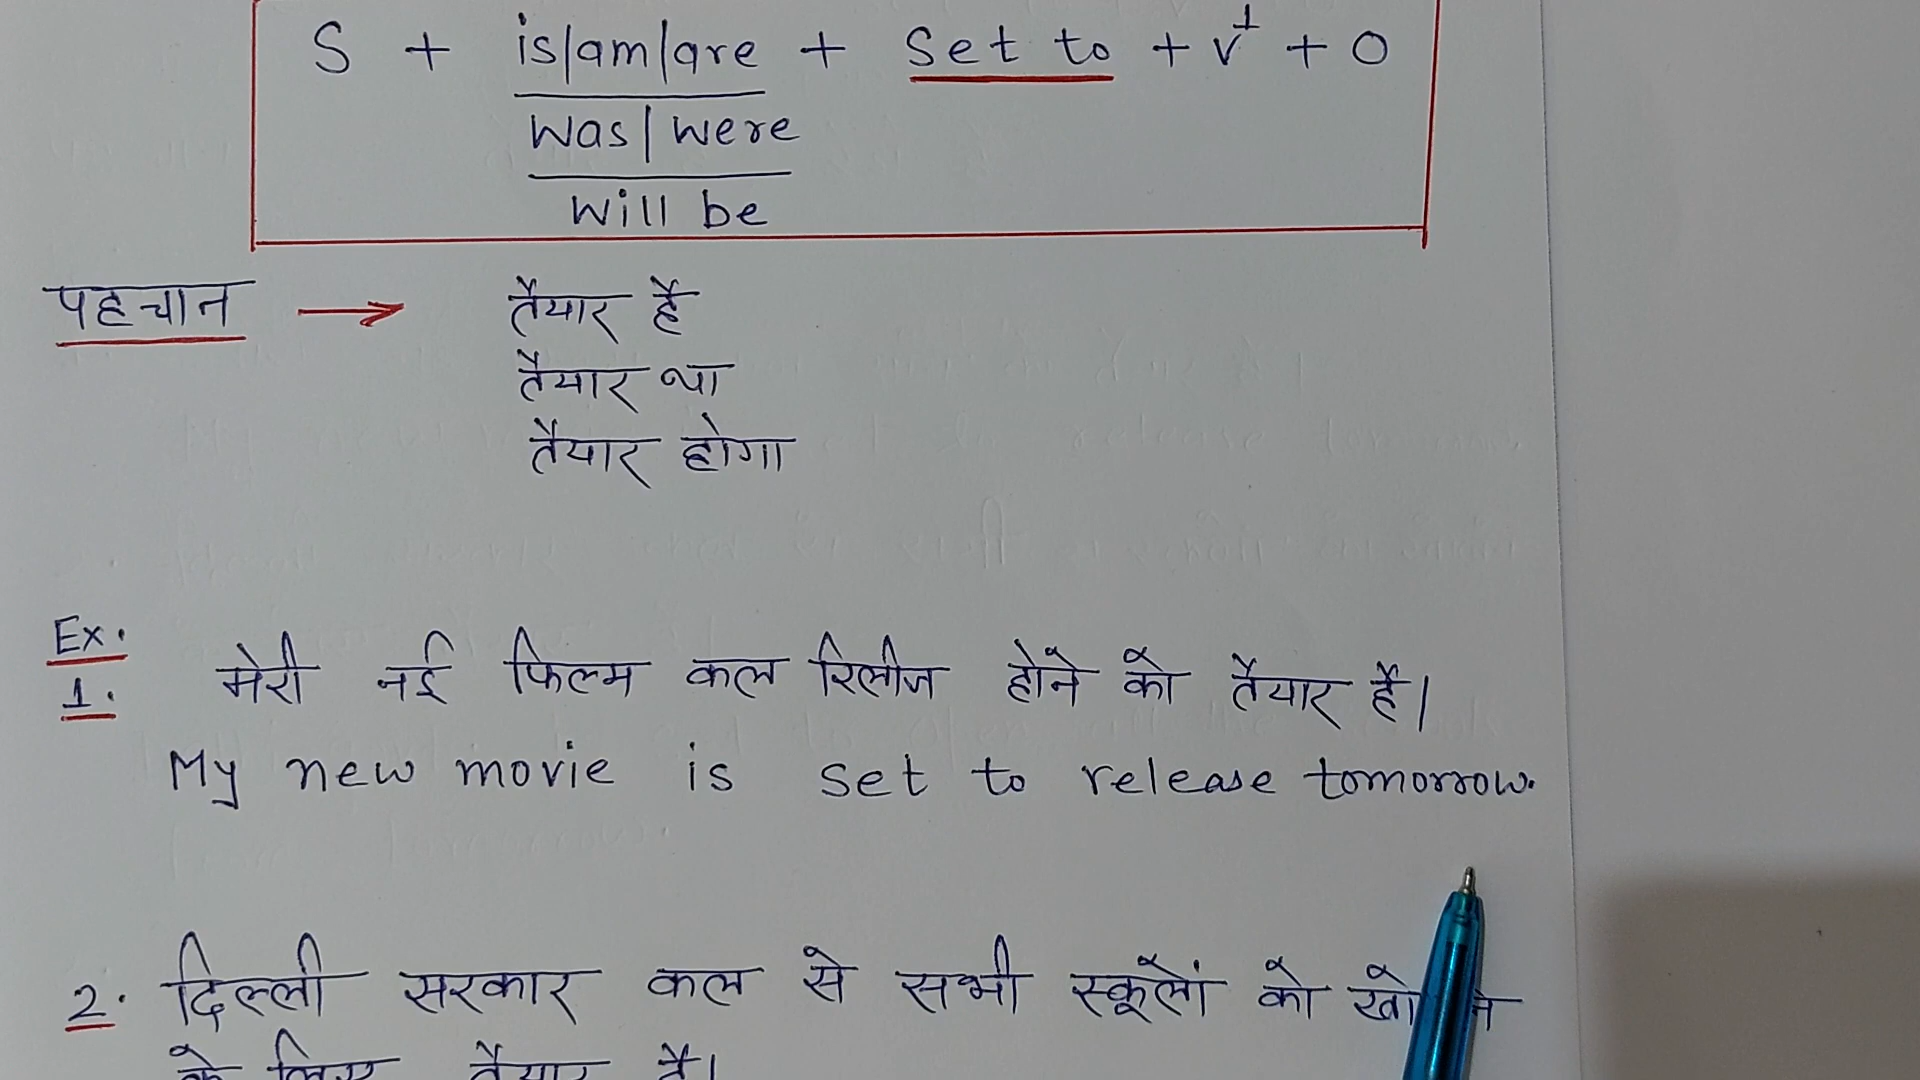 S + is/am/are + set to + V¹ + O
was/were
will be
पहचान → तैयार है
तैयार था
तैयार होगा
Ex.
1. मेरी नई फिल्म कल रिलीज होने को तैयार है।
My new movie is set to release tomorrow.
2. दिल्ली सरकार कल से सभी स्कूलों को
के लिए तैयार है।